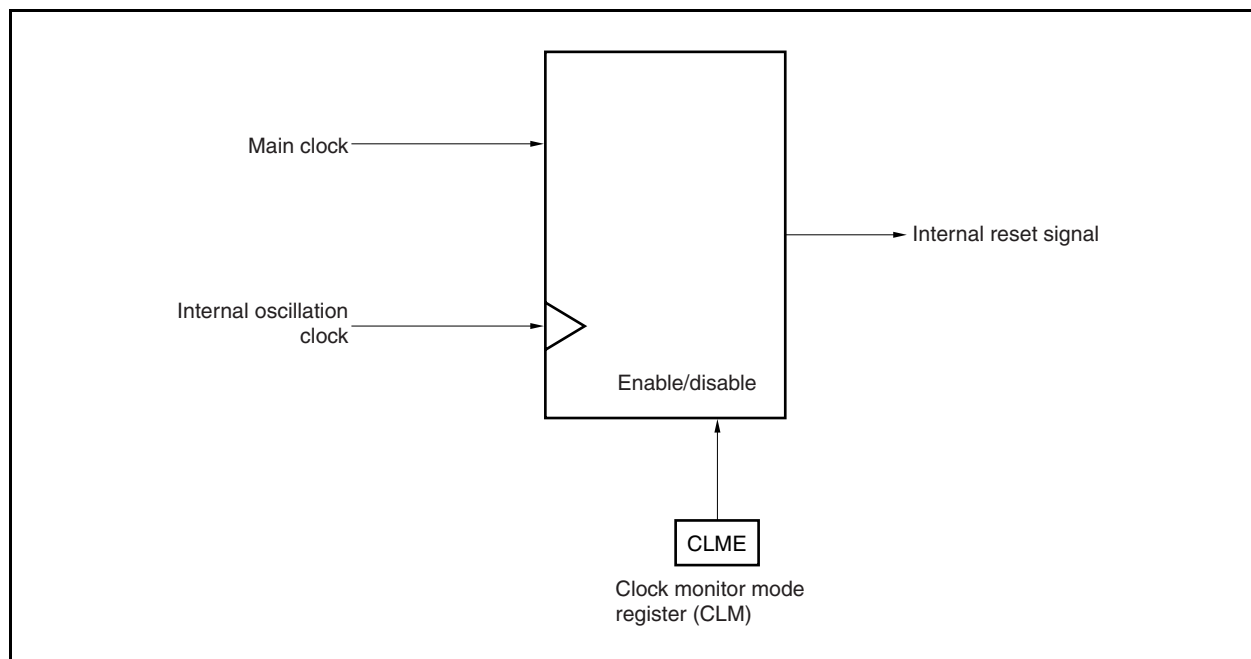 Main clock
Internal reset signal
Internal oscillation
clock
Enable/disable
CLME
Clock monitor mode
register (CLM)